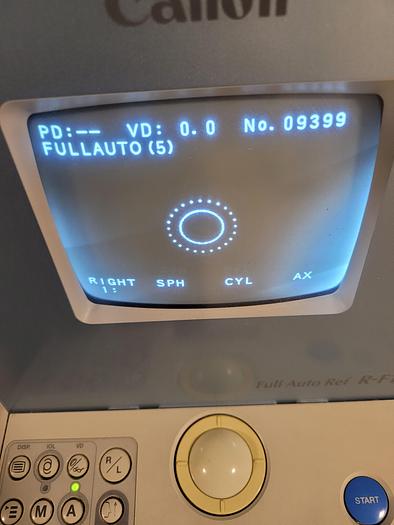 Canon
PD:-- VD: 0.0 No. 09399
FULLAUTO (5)
RIGHT SPH CYL AX
1:
Full Auto Ref
DISP. IOL VD
R/L
M A
START